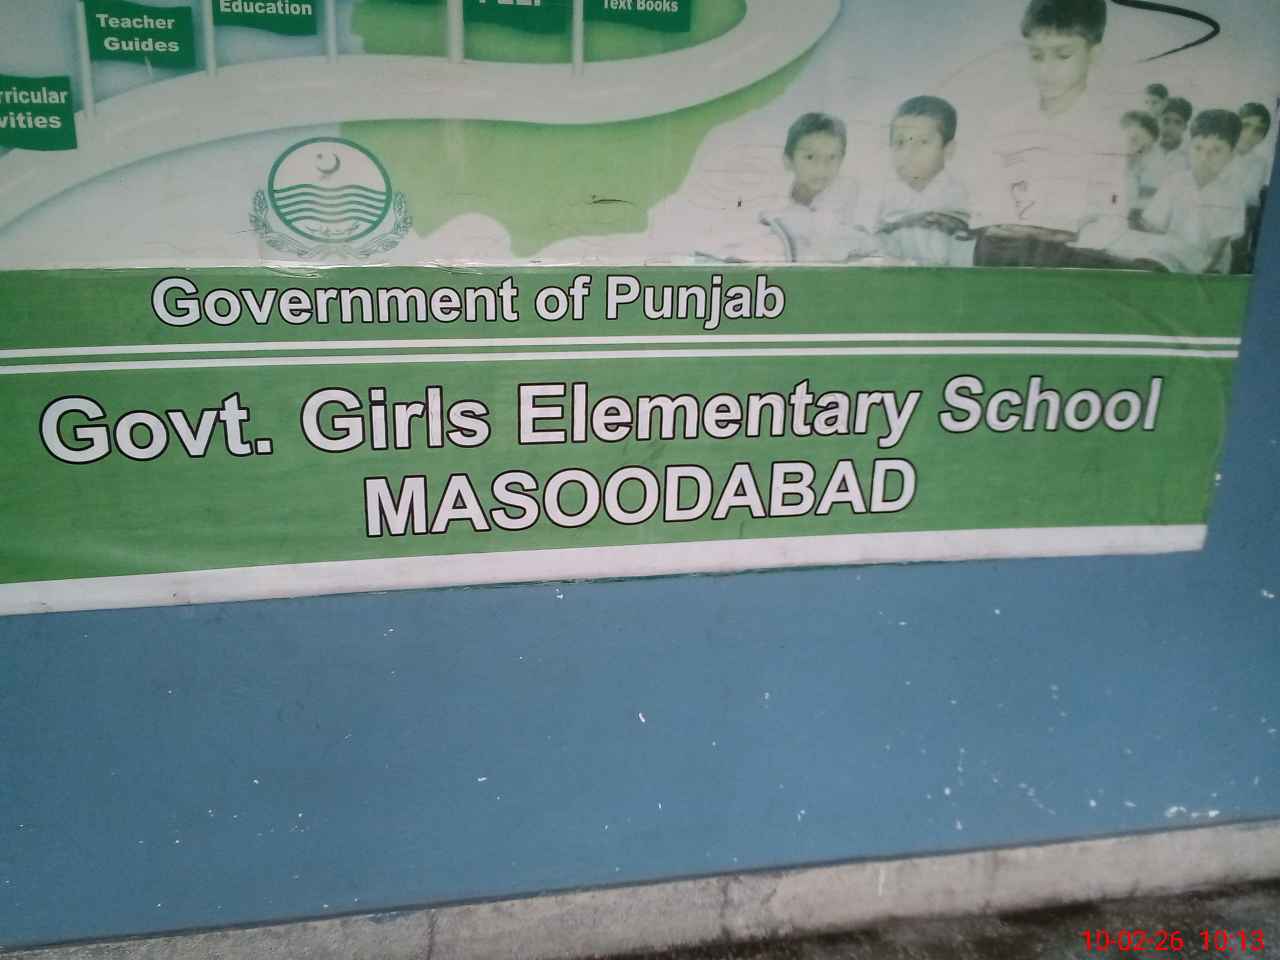 Education
Text Books
Teacher
Guides
rricular
vities
Government of Punjab
Govt. Girls Elementary School
MASOODABAD
10-02-26 10:13